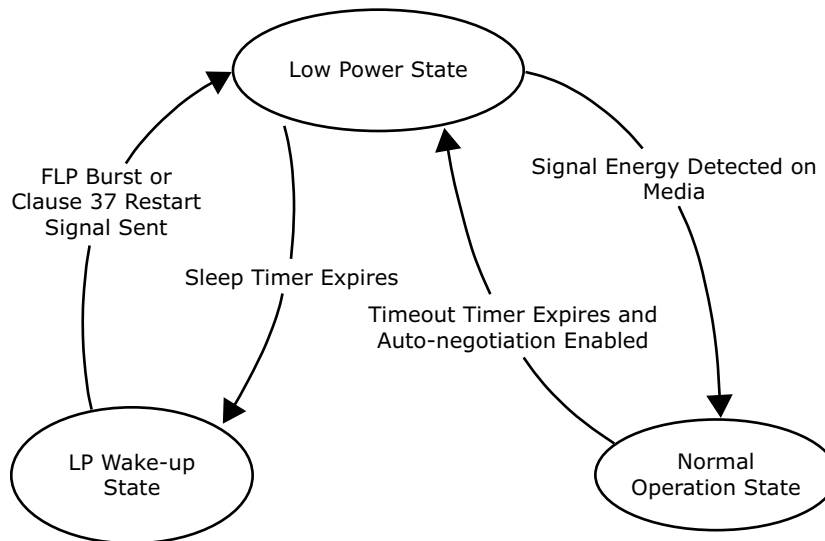 Low Power State
FLP Burst or
Clause 37 Restart
Signal Sent
Signal Energy Detected on
Media
Sleep Timer Expires
Timeout Timer Expires and
Auto-negotiation Enabled
LP Wake-up
State
Normal
Operation State